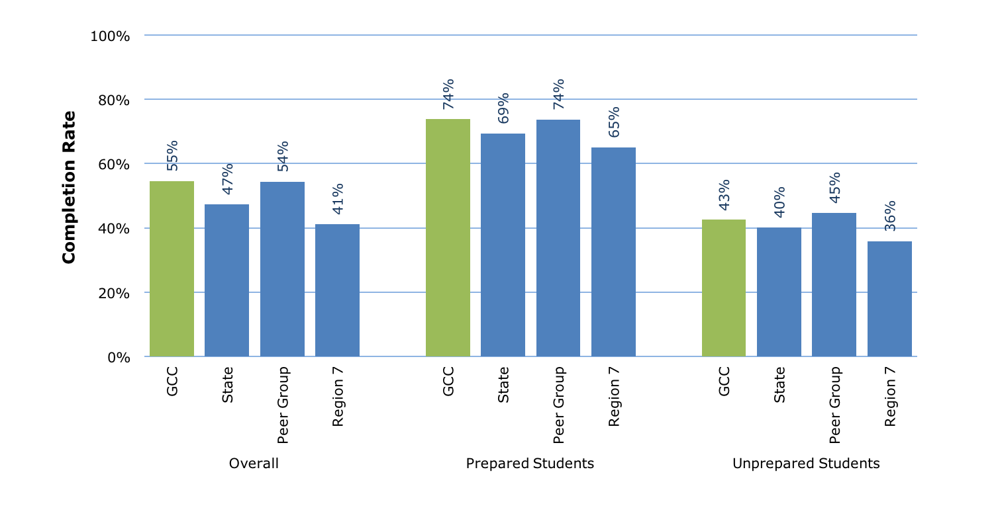 100%
80%
60%
40%
20%
0%
Completion Rate
55%
47%
54%
41%
74%
69%
74%
65%
43%
40%
45%
36%
GCC
State
Peer Group
Region 7
GCC
State
Peer Group
Region 7
GCC
State
Peer Group
Region 7
Overall
Prepared Students
Unprepared Students